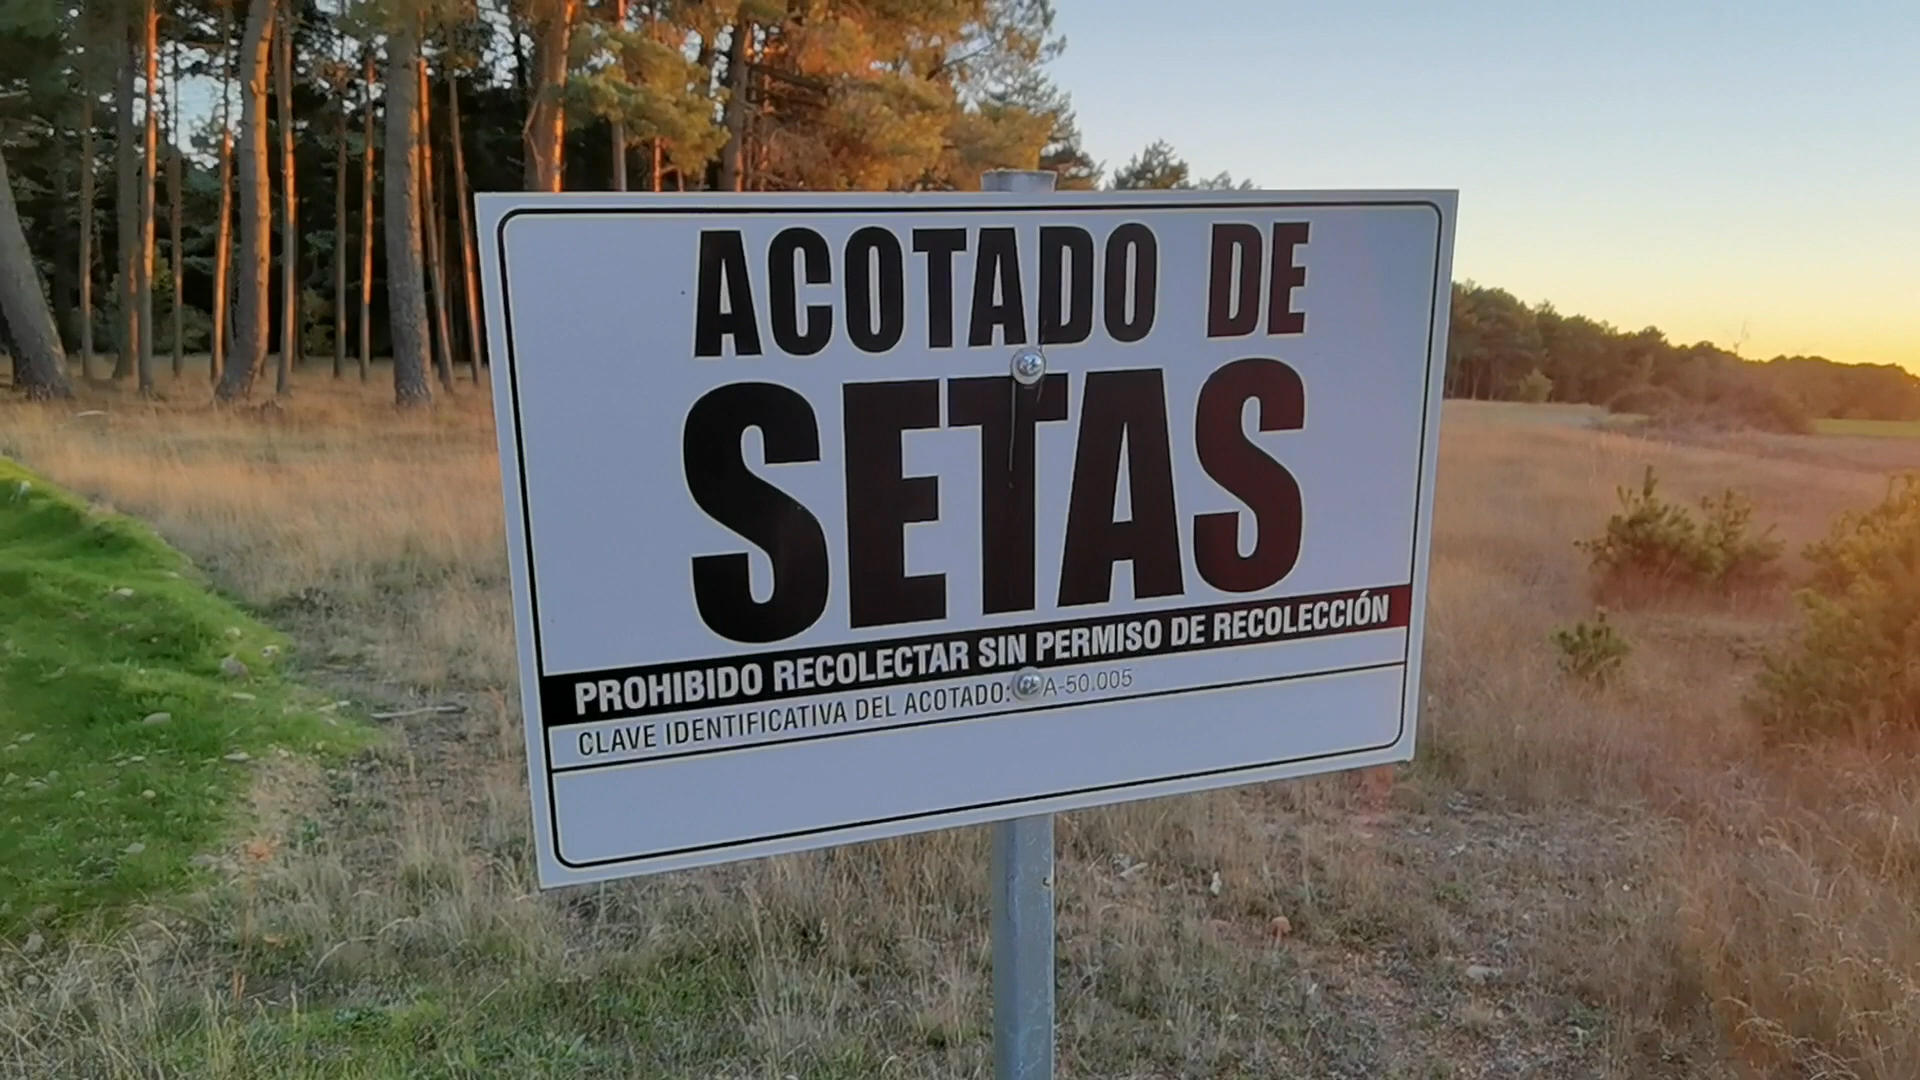 ACOTADO DE
SETAS
PROHIBIDO RECOLECTAR SIN PERMISO DE RECOLECCIÓN
CLAVE IDENTIFICATIVA DEL ACOTADO: A-50.005